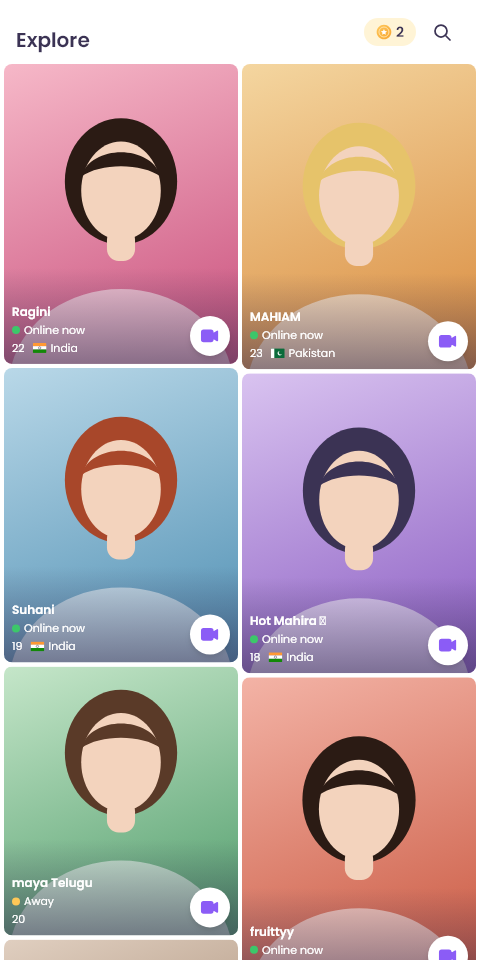 Explore
2
Ragini
Online now
22 India
MAHIAM
Online now
23 Pakistan
Suhani
Online now
19 India
Hot Mahira
Online now
18 India
maya Telugu
Away
20
fruittyy
Online now